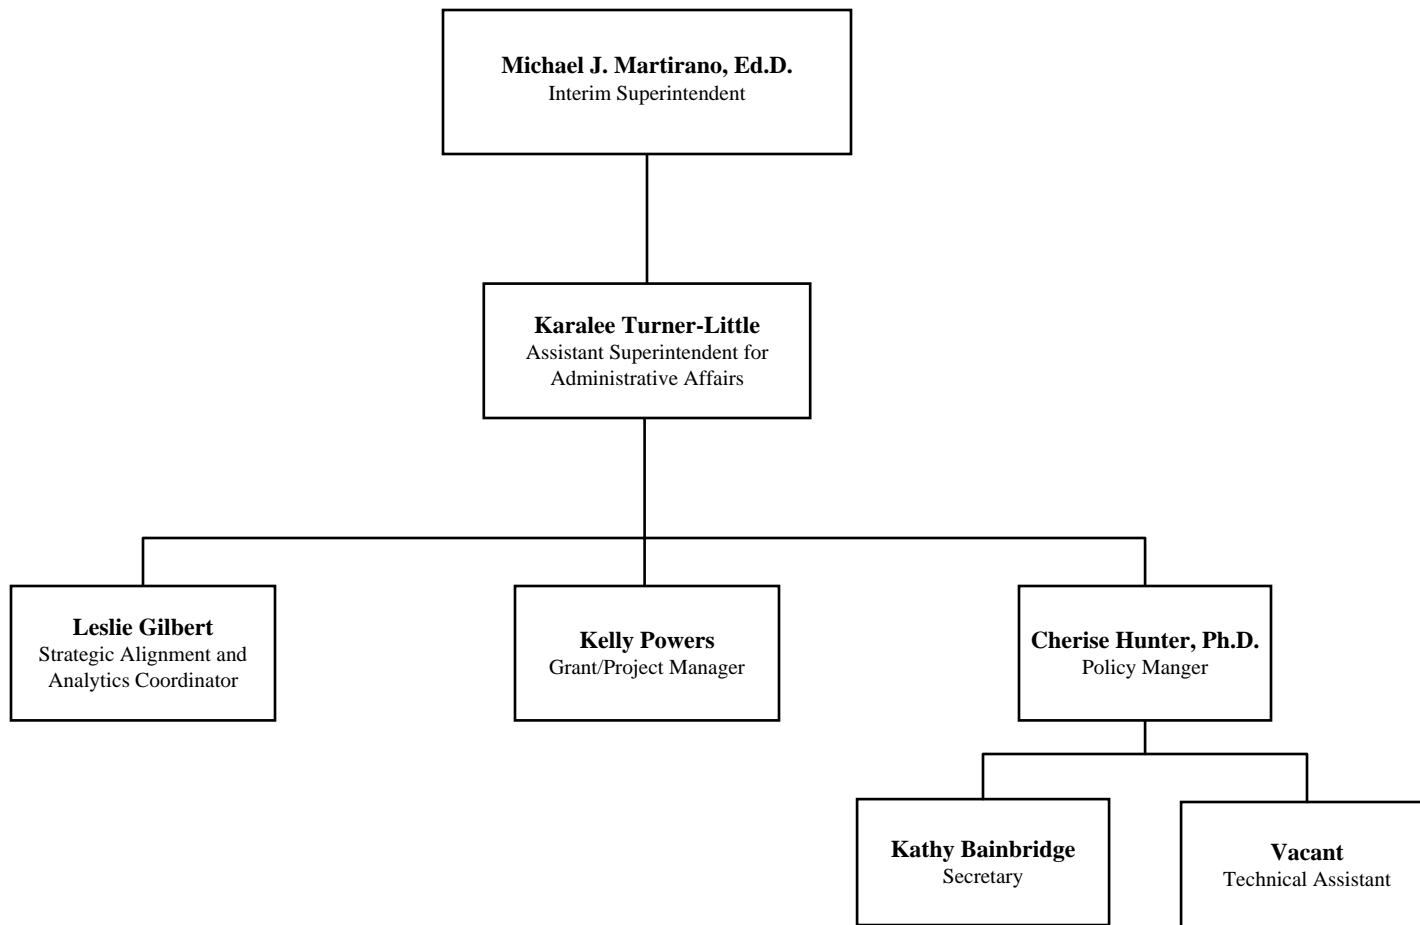 Michael J. Martirano, Ed.D.
Interim Superintendent
Karalee Turner-Little
Assistant Superintendent for
Administrative Affairs
Leslie Gilbert
Strategic Alignment and
Analytics Coordinator
Kelly Powers
Grant/Project Manager
Cherise Hunter, Ph.D.
Policy Manger
Kathy Bainbridge
Secretary
Vacant
Technical Assistant